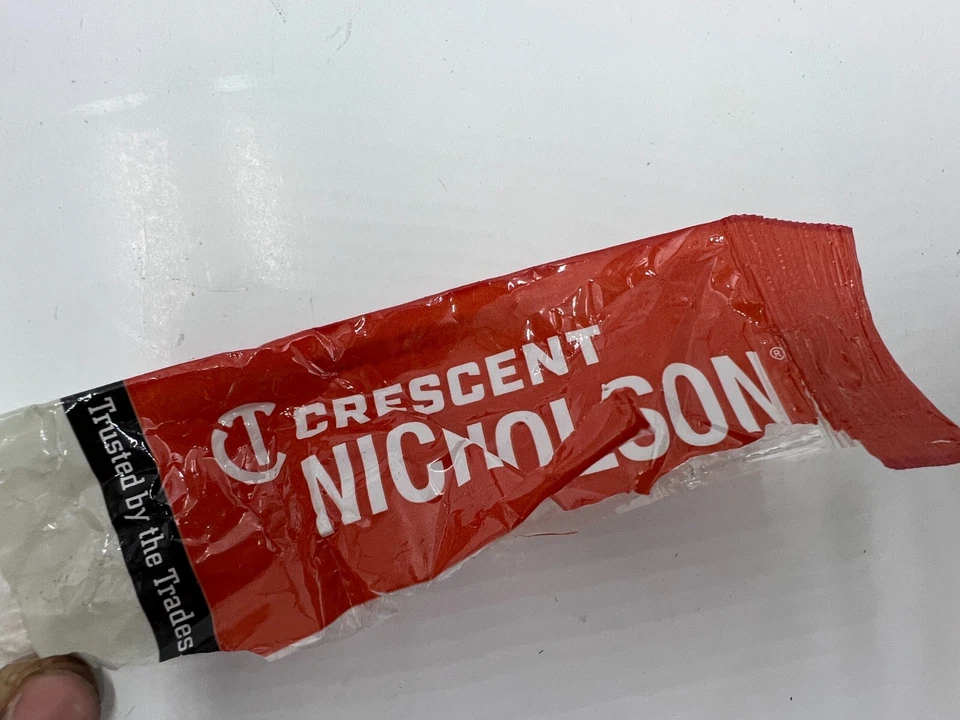 CRESCENT
NICHOLSON®
Trusted by the Trades.